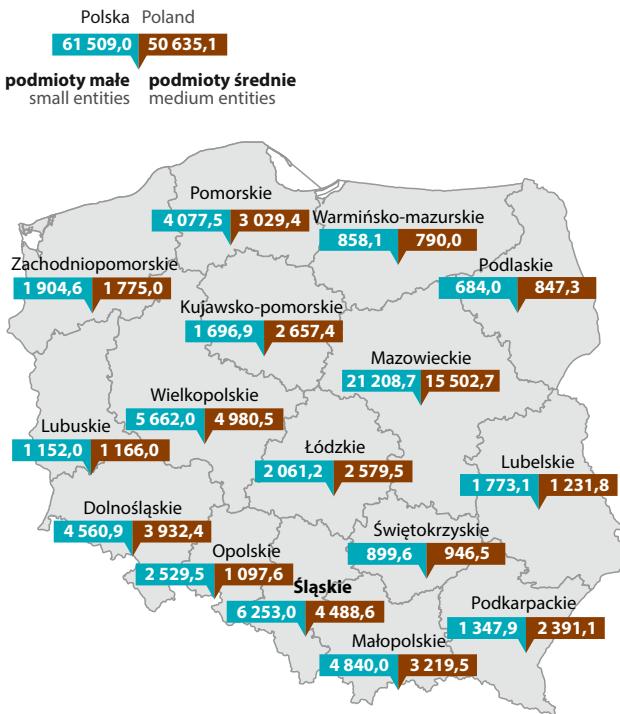 Polska Poland
61 509,0 50 635,1
podmioty małe podmioty średnie
small entities medium entities
Pomorskie
4 077,5 3 029,4
Warmińsko-mazurskie
858,1 790,0
Zachodniopomorskie
1 904,6 1 775,0
Podlaskie
684,0 847,3
Kujawsko-pomorskie
1 696,9 2 657,4
Mazowieckie
21 208,7 15 502,7
Wielkopolskie
5 662,0 4 980,5
Lubuskie
1 152,0 1 166,0
Łódzkie
2 061,2 2 579,5
Lubelskie
1 773,1 1 231,8
Dolnośląskie
4 560,9 3 932,4
Świętokrzyskie
899,6 946,5
Opolskie
2 529,5 1 097,6
Śląskie
6 253,0 4 488,6
Podkarpackie
1 347,9 2 391,1
Małopolskie
4 840,0 3 219,5